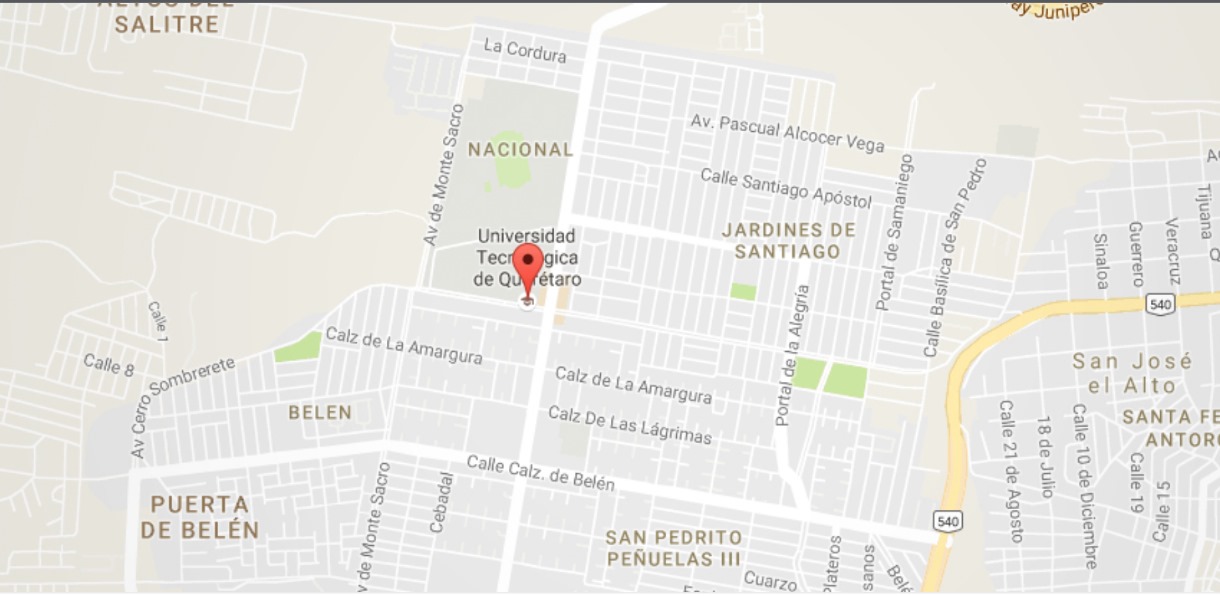 SALITRE
La Cordura
Av de Monte Sacro
NACIONAL
Av. Pascual Alcocer Vega
Calle Santiago Apóstol
JARDINES DE
SANTIAGO
Portal de Samaniego
Calle Basílica de San Pedro
Universidad
Tecnológica
de Querétaro
Tijuana
Veracruz
Guerrero
Sinaloa
540
Calle 1
Calle 8
Av Cerro Sombrerete
Calz de La Amargura
Calz de La Amargura
Calz De Las Lágrimas
Portal de la Alegría
BELEN
San José
el Alto
SANTA FE
Calle 21 de Agosto
18 de Julio
Calle 10 de Diciembre
Calle 19
Calle 15
Calle Calz. de Belén
de Monte Sacro
Cebadal
PUERTA
DE BELÉN
540
SAN PEDRITO
PEÑUELAS III
Cuarzo